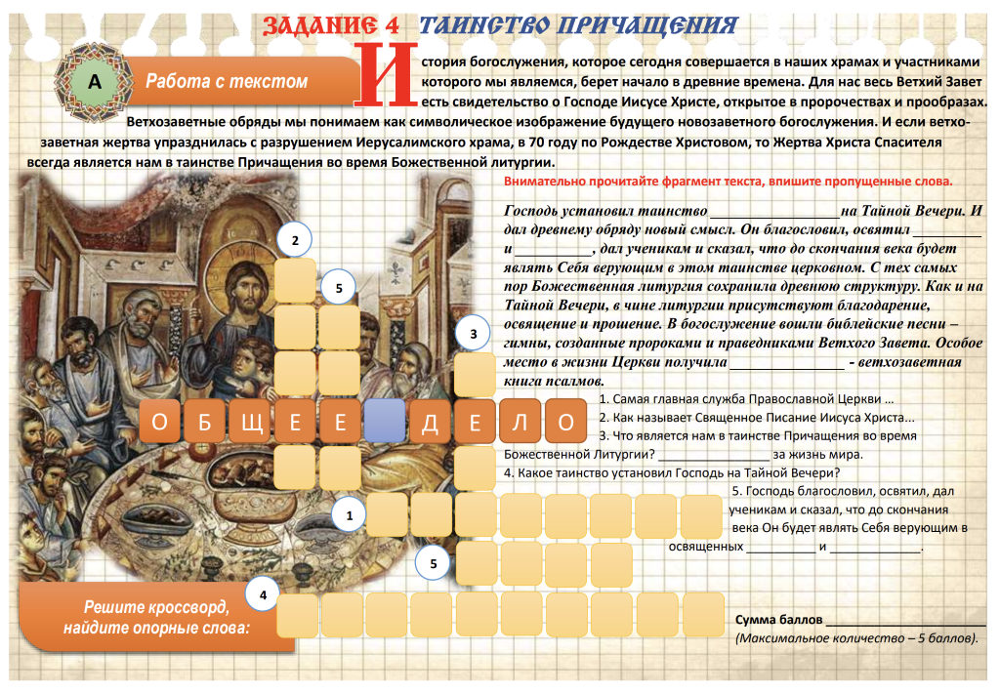 ЗАДАНИЕ 4 ТАИНСТВО ПРИЧАЩЕНИЯ
А
Работа с текстом
История богослужения, которое сегодня совершается в наших храмах и участниками
которого мы являемся, берет начало в древние времена. Для нас весь Ветхий Завет
есть свидетельство о Господе Иисусе Христе, открытое в пророчествах и прообразах.
Ветхозаветные обряды мы понимаем как символическое изображение будущего новозаветного богослужения. И если ветхо-
заветная жертва упразднилась с разрушением Иерусалимского храма, в 70 году по Рождестве Христовом, то Жертва Христа Спасителя
всегда является нам в таинстве Причащения во время Божественной литургии.
Внимательно прочитайте фрагмент текста, впишите пропущенные слова.
Господь установил таинство _________________на Тайной Вечери. И
дал древнему обряду новый смысл. Он благословил, освятил _________
и __________, дал ученикам и сказал, что до скончания века будет
являть Себя верующим в этом таинстве церковном. С тех самых
пор Божественная литургия сохранила древнюю структуру. Как и на
Тайной Вечери, в чине литургии присутствуют благодарение,
освящение и прошение. В богослужение вошли библейские песни –
гимны, созданные пророками и праведниками Ветхого Завета. Особое
место в жизни Церкви получила _______________ - ветхозаветная
книга псалмов.
2
5
3
О Б Щ Е Е Д Е Л О
1
5
4
1. Самая главная служба Православной Церкви ...
2. Как называет Священное Писание Иисуса Христа...
3. Что является нам в таинстве Причащения во время
Божественной Литургии? ________________ за жизнь мира.
4. Какое таинство установил Господь на Тайной Вечери?
5. Господь благословил, освятил, дал
ученикам и сказал, что до скончания
века Он будет являть Себя верующим в
освященных __________ и _____________.
Решите кроссворд,
найдите опорные слова:
Сумма баллов _______________________
(Максимальное количество – 5 баллов).